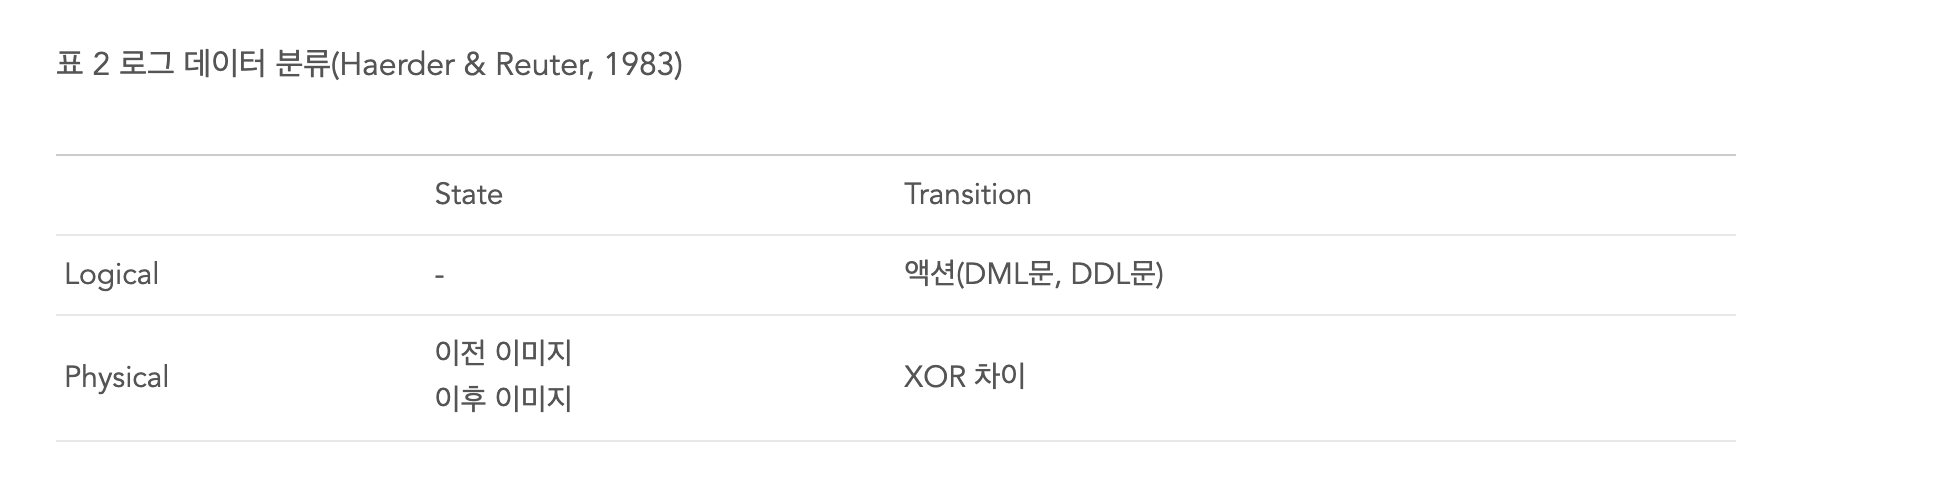 표 2 로그 데이터 분류(Haerder & Reuter, 1983)
State Transition
Logical - 액션(DML문, DDL문)
이전 이미지
Physical XOR 차이
이후 이미지